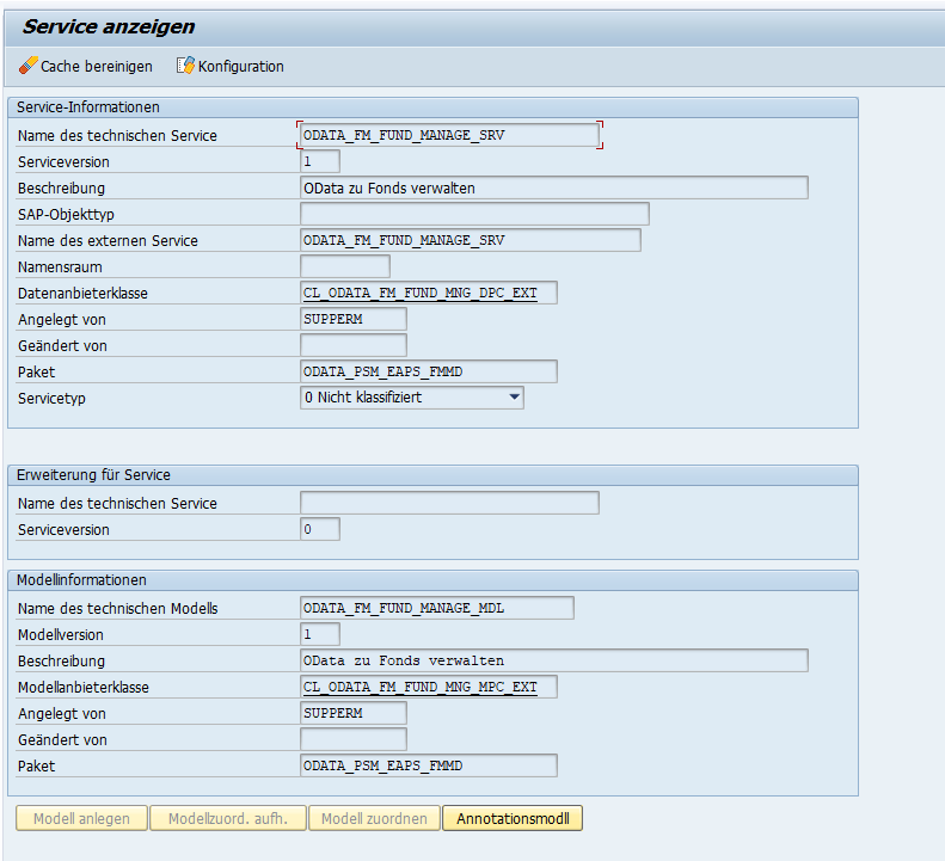 Service anzeigen
Cache bereinigen Konfiguration
Service-Informationen
Name des technischen Service ODATA_FM_FUND_MANAGE_SRV
Serviceversion 1
Beschreibung OData zu Fonds verwalten
SAP-Objekttyp
Name des externen Service ODATA_FM_FUND_MANAGE_SRV
Namensraum
Datenanbieterklasse CL_ODATA_FM_FUND_MNG_DPC_EXT
Angelegt von SUPPERM
Geändert von
Paket ODATA_PSM_EAPS_FMMD
Servicetyp 0 Nicht klassifiziert
Erweiterung für Service
Name des technischen Service
Serviceversion 0
Modellinformationen
Name des technischen Modells ODATA_FM_FUND_MANAGE_MDL
Modellversion 1
Beschreibung OData zu Fonds verwalten
Modellanbieterklasse CL_ODATA_FM_FUND_MNG_MPC_EXT
Angelegt von SUPPERM
Geändert von
Paket ODATA_PSM_EAPS_FMMD
Modell anlegen Modellzuord. aufh. Modell zuordnen Annotationsmodll